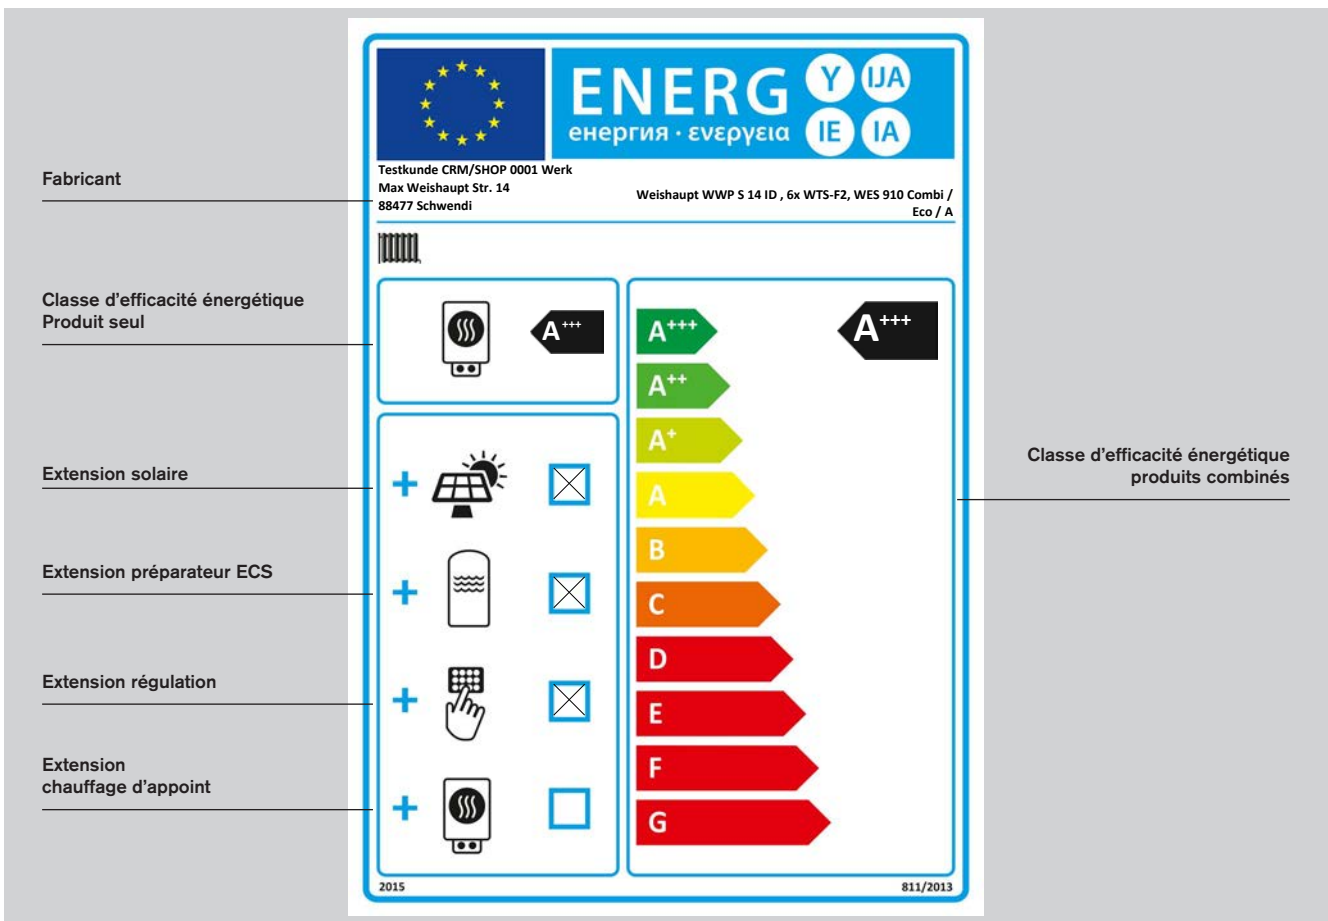 ENERG Y IJA
енергия · ενεργεια IE IA
Fabricant
Testkunde CRM/SHOP 0001 Werk
Max Weishaupt Str. 14
88477 Schwendi
Weishaupt WWP S 14 ID , 6x WTS-F2, WES 910 Combi /
Eco / A
Classe d’efficacité énergétique
Produit seul
A+++
A+++
A+++
A++
A+
A
B
C
D
E
F
G
Extension solaire
+
Extension préparateur ECS
+
Extension régulation
+
Extension
chauffage d’appoint
+
Classe d’efficacité énergétique
produits combinés
2015
811/2013